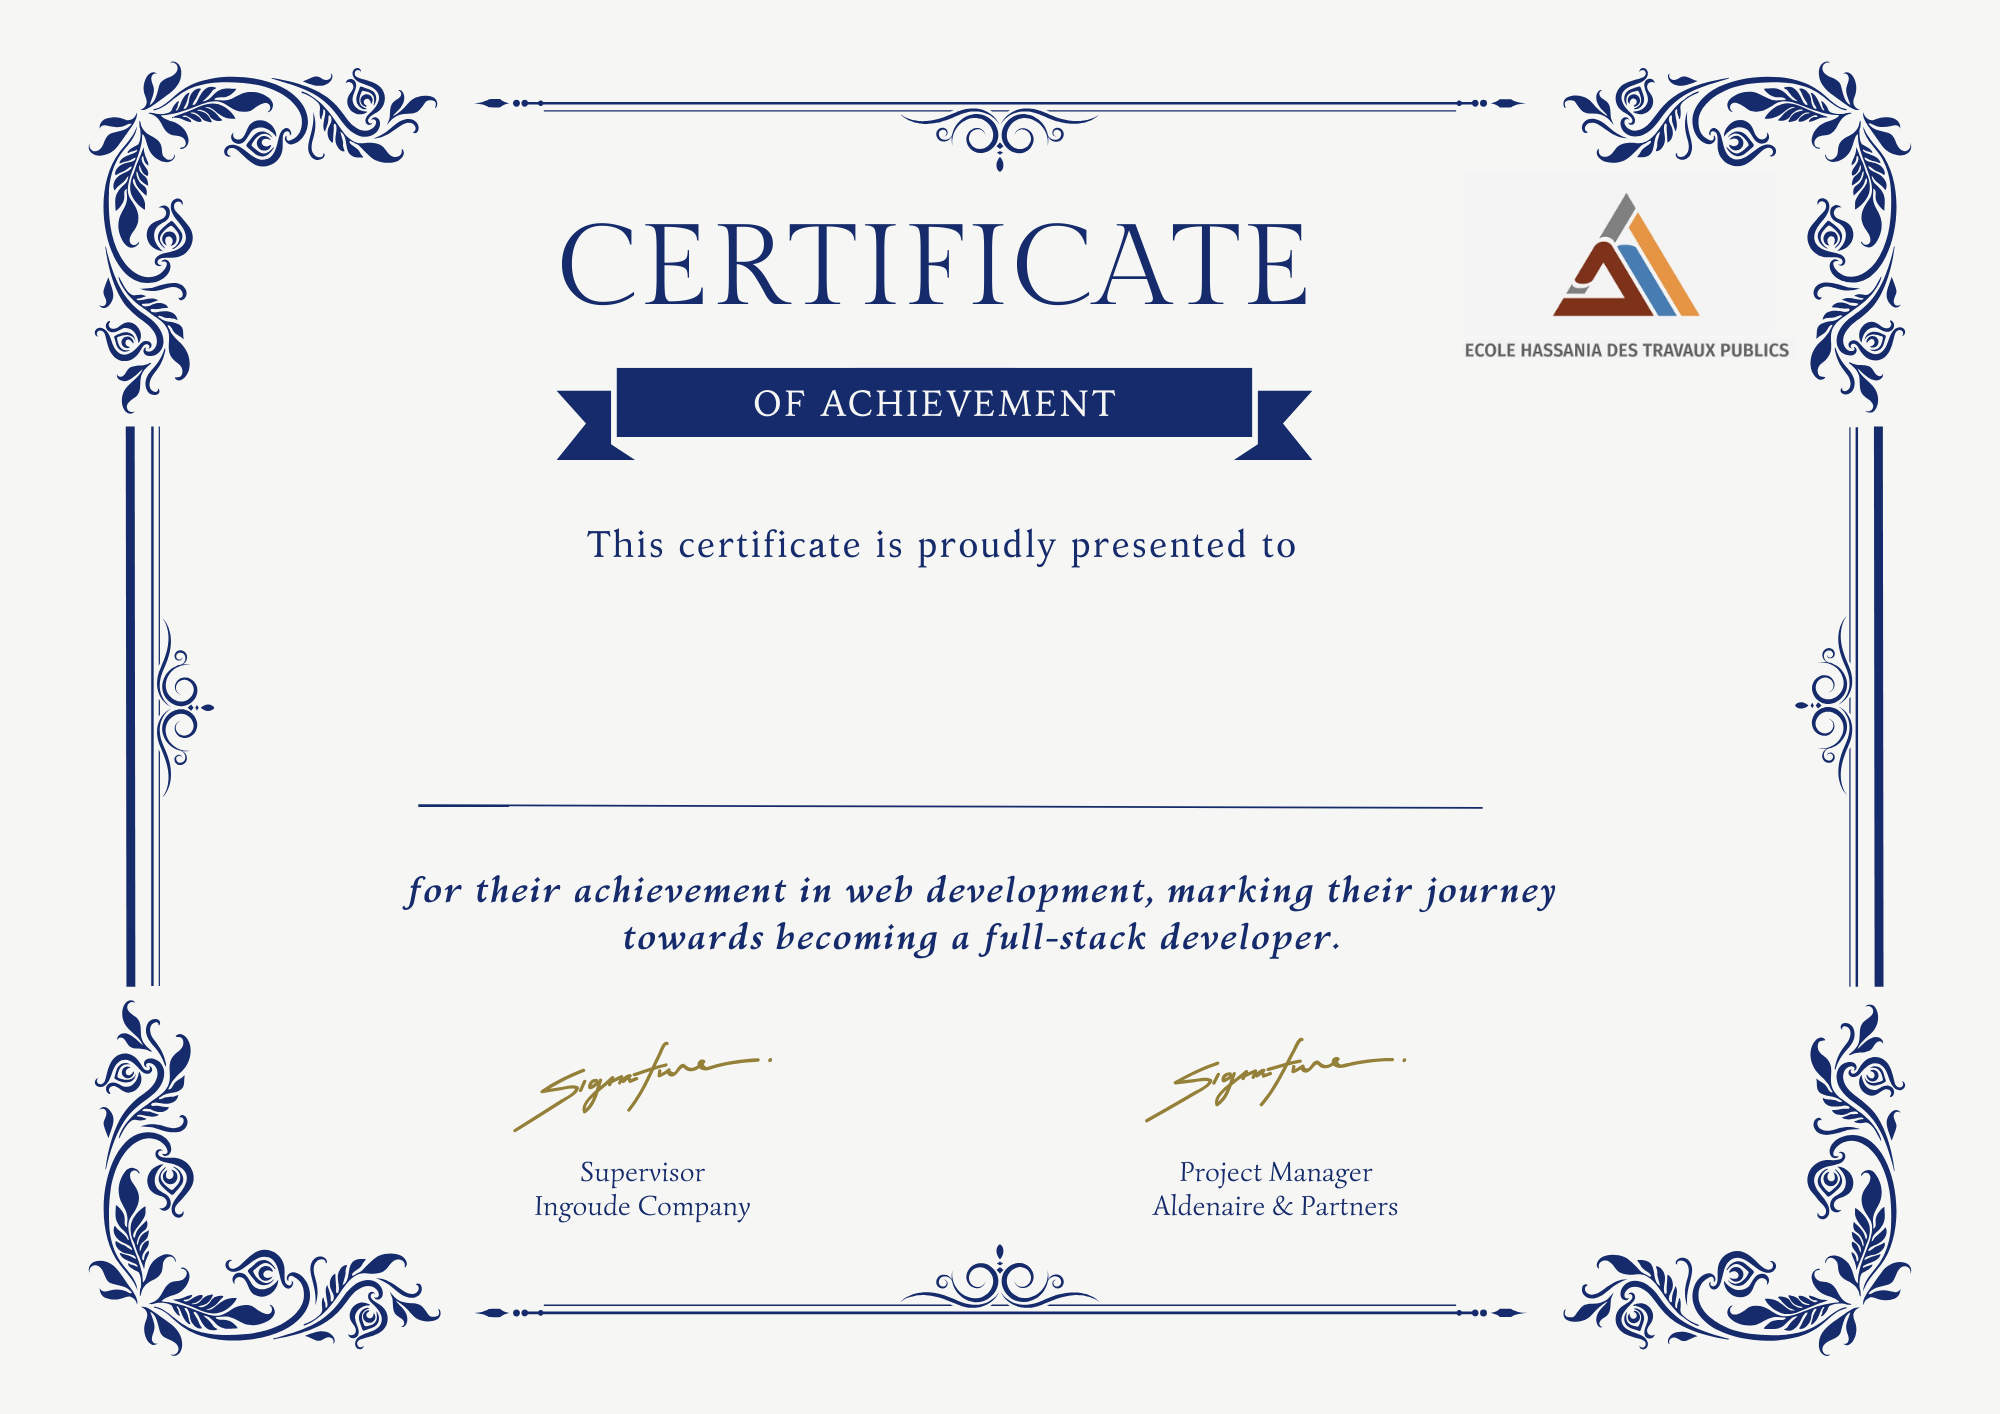 CERTIFICATE
ECOLE HASSANIA DES TRAVAUX PUBLICS
OF ACHIEVEMENT
This certificate is proudly presented to
for their achievement in web development, marking their journey
towards becoming a full-stack developer.
Signature
Signature
Supervisor
Ingoude Company
Project Manager
Aldenaire & Partners